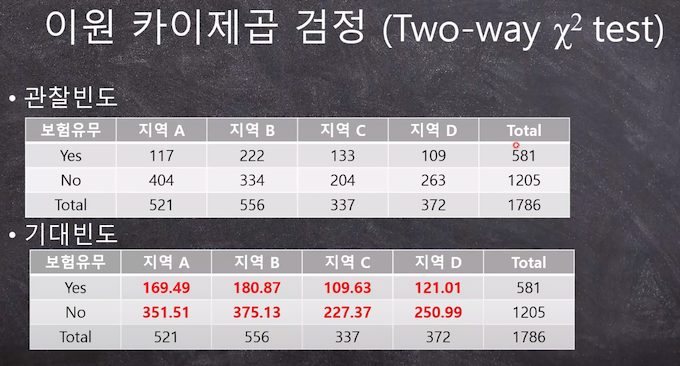 이원 카이제곱 검정 (Two-way χ² test)
• 관찰빈도
보험유무 지역 A 지역 B 지역 C 지역 D Total
Yes 117 222 133 109 581
No 404 334 204 263 1205
Total 521 556 337 372 1786
• 기대빈도
보험유무 지역 A 지역 B 지역 C 지역 D Total
Yes 169.49 180.87 109.63 121.01 581
No 351.51 375.13 227.37 250.99 1205
Total 521 556 337 372 1786